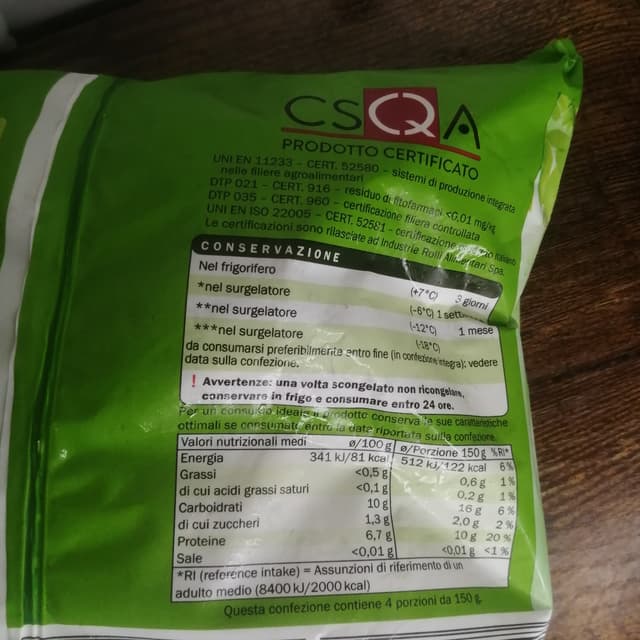 CSQA
PRODOTTO CERTIFICATO
UNI EN 11233 - CERT. 52580 - sistemi di produzione integrata
nelle filiere agroalimentari
DTP 021 - CERT. 916 - residuo di fitofarmaci <0,01 mg/kg
DTP 035 - CERT. 960 - certificazione filiera controllata
UNI EN ISO 22005 - CERT. 52581 - certificazione prodotto italiano
Le certificazioni sono rilasciate ad Industrie Rolli Alimentari Spa.
CONSERVAZIONE
Nel frigorifero (+7°C) 3 giorni
*nel surgelatore (-6°C) 1
**nel surgelatore (-12°C) 1 mese
***nel surgelatore (-18°C)
da consumarsi preferibilmente entro fine (in confezione integra); vedere
data sulla confezione.
! Avvertenze: una volta scongelato non ricongelare,
conservare in frigo e consumare entro 24 ore.
Per un consumo ideale il prodotto conserva le sue caratteristiche
ottimali se consumato entro la data riportata sulla confezione.
Valori nutrizionali medi ø/100 g ø/Porzione 150 g %RI*
Energia 341 kJ/81 kcal 512 kJ/122 kcal 6%
Grassi <0,5 g 0,6 g 1%
di cui acidi grassi saturi <0,1 g 0,2 g 1%
Carboidrati 10 g 16 g 6%
di cui zuccheri 1,3 g 2,0 g 2%
Proteine 6,7 g 10 g 20%
Sale <0,01 g <0,01 g <1%
*RI (reference intake) = Assunzioni di riferimento di un
adulto medio (8400 kJ/2000 kcal)
Questa confezione contiene 4 porzioni da 150 g.